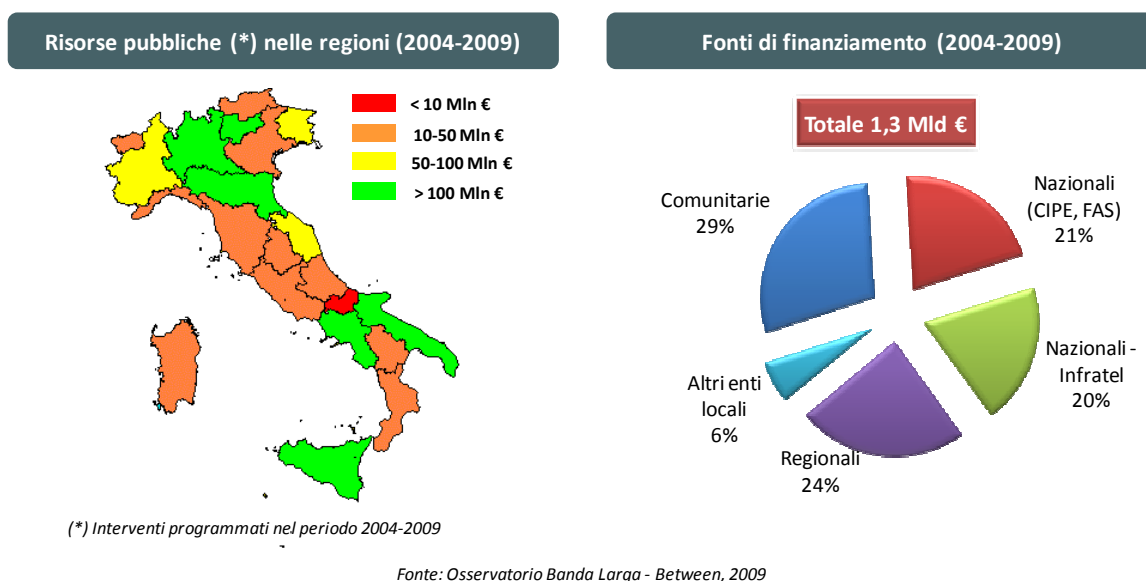 Risorse pubbliche (*) nelle regioni (2004-2009)
< 10 Mln €
10-50 Mln €
50-100 Mln €
> 100 Mln €
(*) Interventi programmati nel periodo 2004-2009
Fonti di finanziamento (2004-2009)
Totale 1,3 Mld €
Comunitarie
29%
Nazionali
(CIPE, FAS)
21%
Nazionali -
Infratel
20%
Regionali
24%
Altri enti
locali
6%
Fonte: Osservatorio Banda Larga - Between, 2009